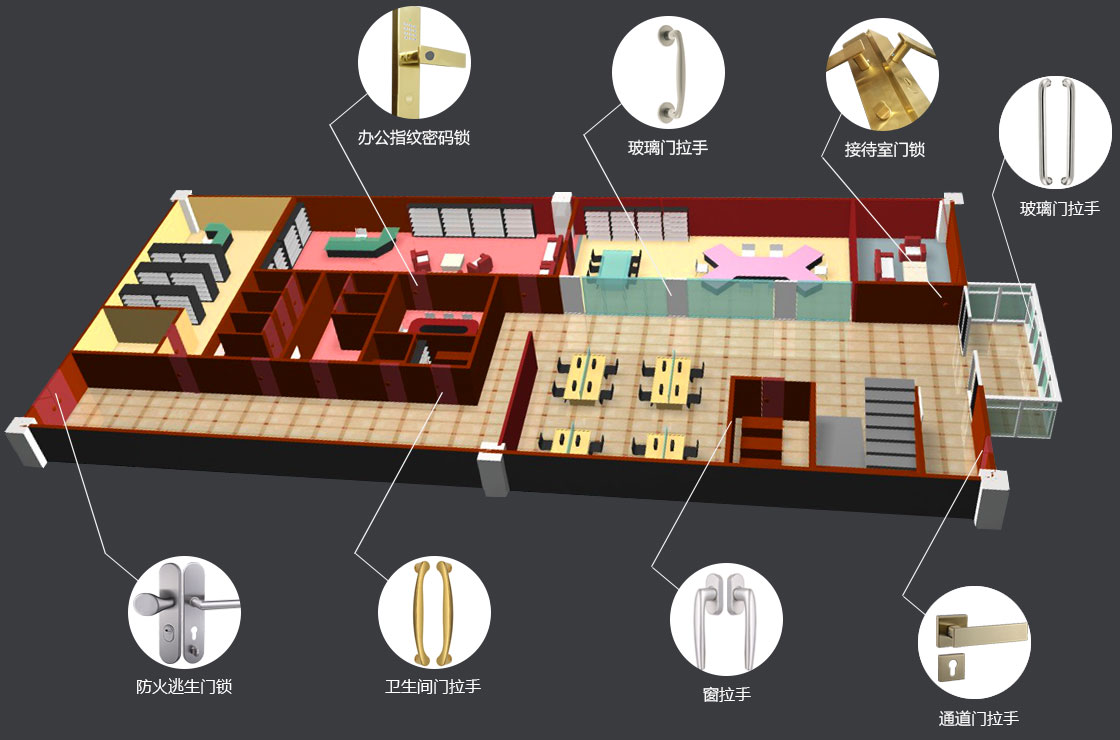 办公指纹密码锁
玻璃门拉手
接待室门锁
玻璃门拉手
防火逃生门锁
卫生间门拉手
窗拉手
通道门拉手